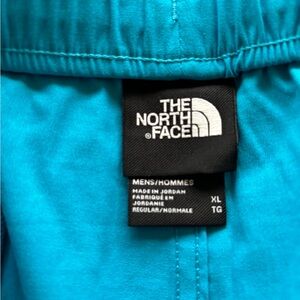 THE
NORTH
FACE
MENS/HOMMES
MADE IN JORDAN
FABRIQUÉ EN
JORDANIE
REGULAR/NORMALE
XL
TG